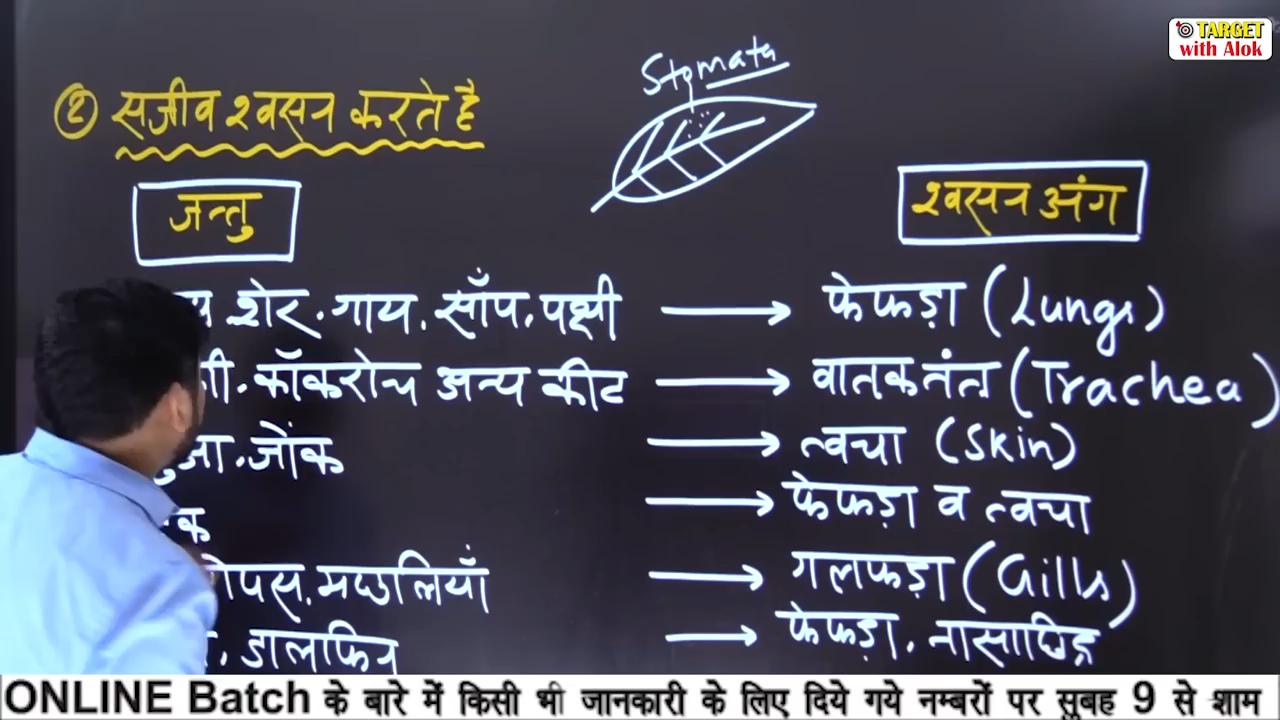 TARGET
with Alok
Stomata
② सजीव श्वसन करते है
जन्तु
श्वसन अंग
शेर. गाय. साँप. पक्षी → फेफड़ा (Lungs)
कॉकरोच अन्य कीट → वातकतंत्र (Trachea)
जोंक → त्वचा (Skin)
→ फेफड़ा व त्वचा
मछलियाँ → गलफड़ा (Gills)
डालफिन → फेफड़ा. नासाछिद्र
ONLINE Batch के बारे में किसी भी जानकारी के लिए दिये गये नम्बरों पर सुबह 9 से शाम